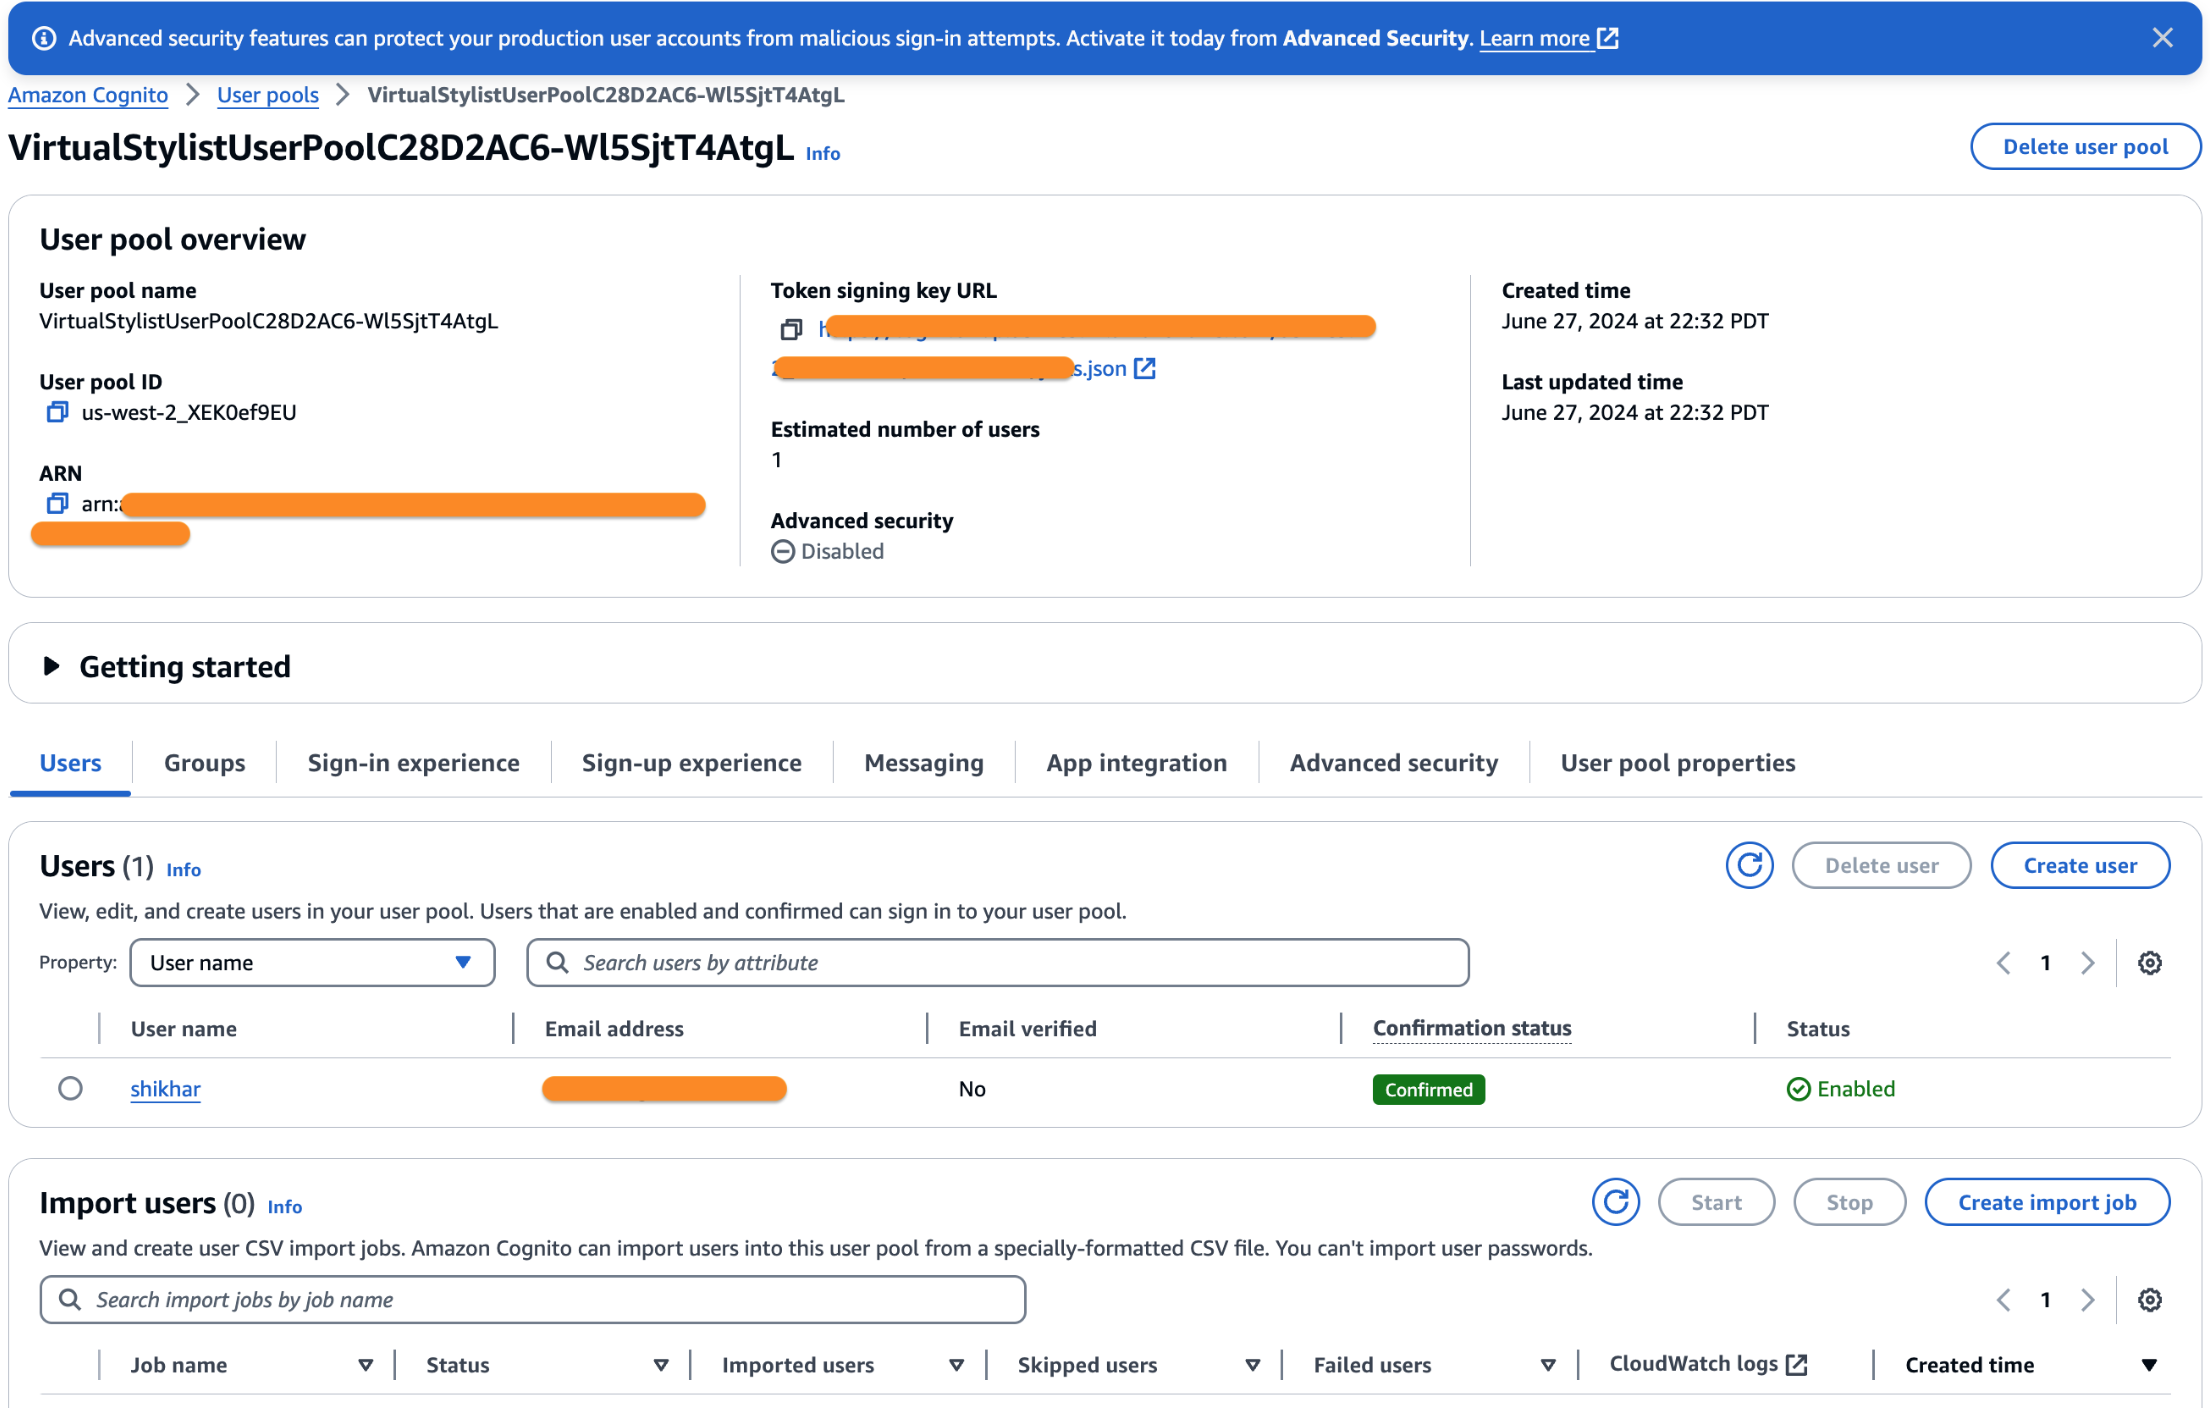 Advanced security features can protect your production user accounts from malicious sign-in attempts. Activate it today from Advanced Security. Learn more
Amazon Cognito > User pools > VirtualStylistUserPoolC28D2AC6-Wl5SjtT4AtgL
VirtualStylistUserPoolC28D2AC6-Wl5SjtT4AtgL Info
Delete user pool
User pool overview
User pool name
VirtualStylistUserPoolC28D2AC6-Wl5SjtT4AtgL
User pool ID
us-west-2_XEK0ef9EU
ARN
arn:
Token signing key URL
s.json
Estimated number of users
1
Advanced security
Disabled
Created time
June 27, 2024 at 22:32 PDT
Last updated time
June 27, 2024 at 22:32 PDT
Getting started
Users Groups Sign-in experience Sign-up experience Messaging App integration Advanced security User pool properties
Users (1) Info
Delete user Create user
View, edit, and create users in your user pool. Users that are enabled and confirmed can sign in to your user pool.
Property: User name Search users by attribute 1
User name Email address Email verified Confirmation status Status
shikhar No Confirmed Enabled
Import users (0) Info
Start Stop Create import job
View and create user CSV import jobs. Amazon Cognito can import users into this user pool from a specially-formatted CSV file. You can't import user passwords.
Search import jobs by job name 1
Job name Status Imported users Skipped users Failed users CloudWatch logs Created time